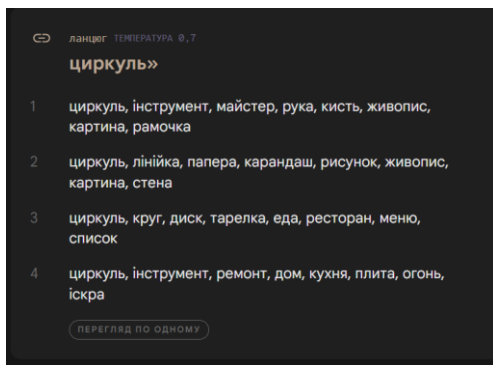 ланцюг ТЕМПЕРАТУРА 0,7
циркуль»
1 циркуль, інструмент, майстер, рука, кисть, живопис,
картина, рамочка
2 циркуль, лінійка, папера, карандаш, рисунок, живопис,
картина, стена
3 циркуль, круг, диск, тарелка, еда, ресторан, меню,
список
4 циркуль, інструмент, ремонт, дом, кухня, плита, огонь,
іскра
ПЕРЕГЛЯД ПО ОДНОМУ